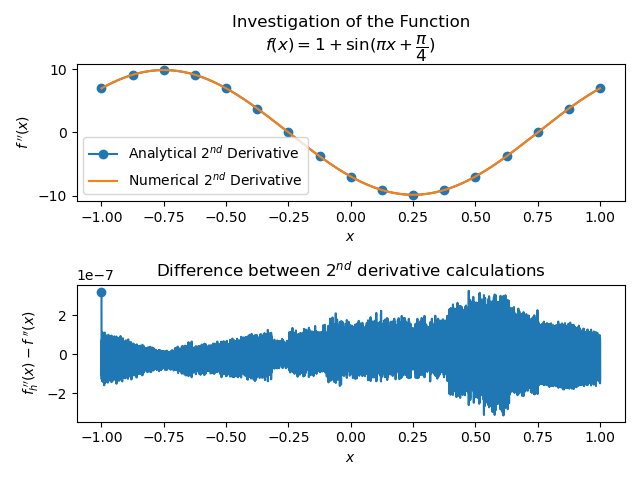 Investigation of the Function
f(x) = 1 + sin(πx + π/4)
10
0
−10
f''(x)
Analytical 2nd Derivative
Numerical 2nd Derivative
−1.00 −0.75 −0.50 −0.25 0.00 0.25 0.50 0.75 1.00
x
Difference between 2nd derivative calculations
1e−7
2
0
−2
f''h(x) − f''(x)
−1.00 −0.75 −0.50 −0.25 0.00 0.25 0.50 0.75 1.00
x